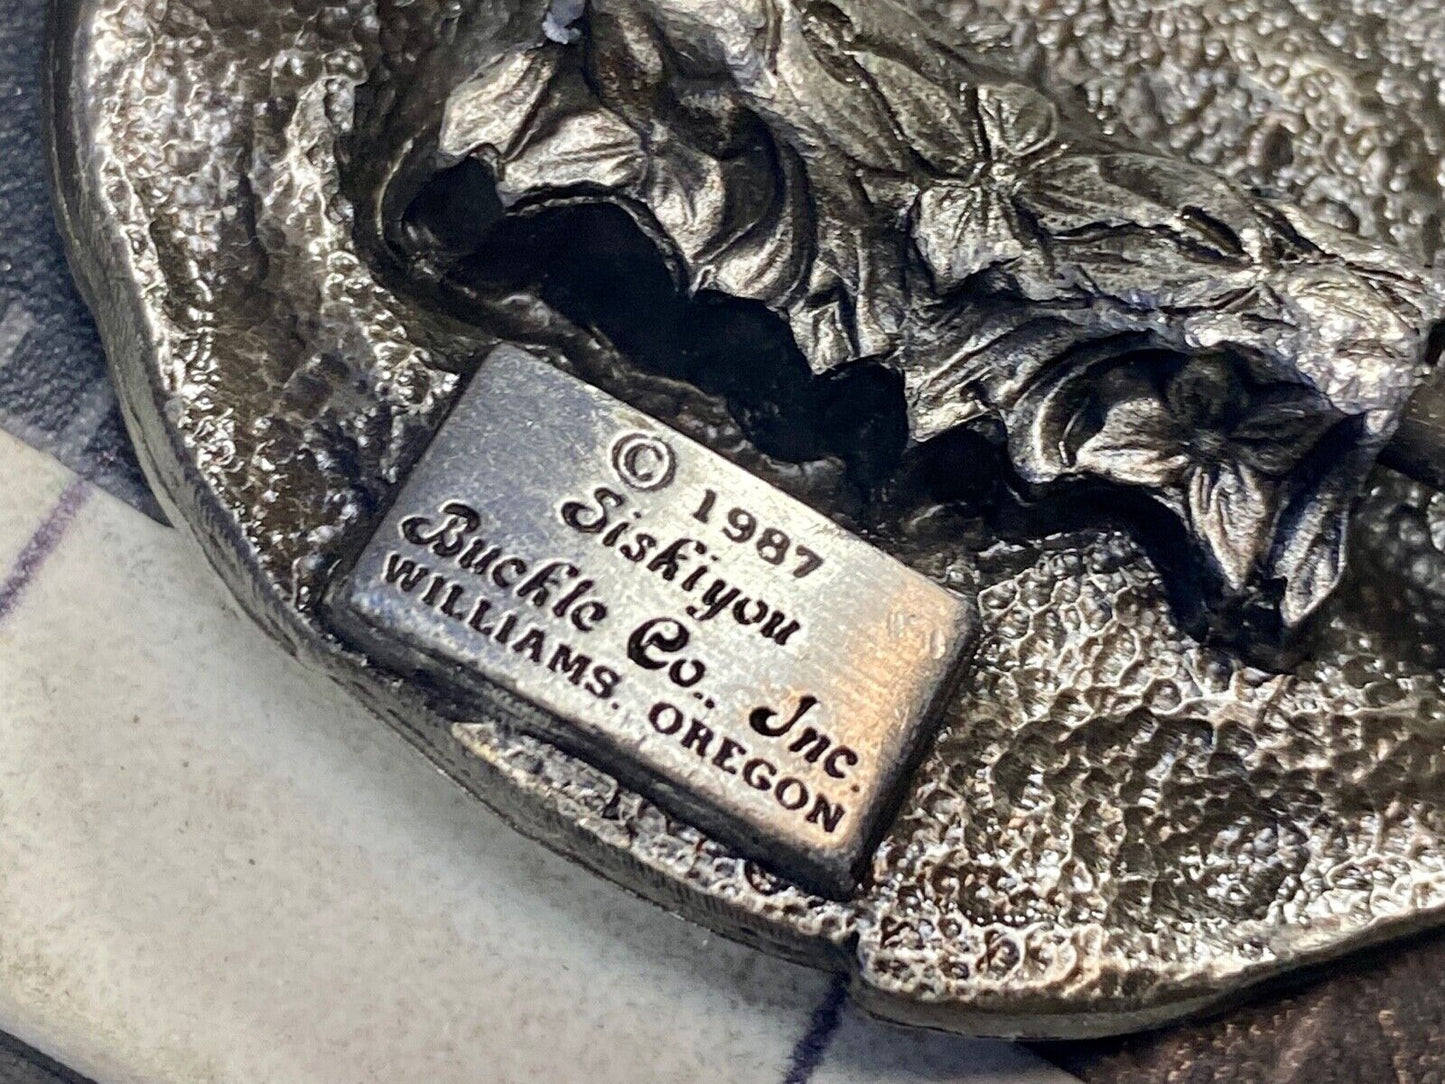 © 1987
Siskiyou
Buckle Co., Inc.
WILLIAMS, OREGON